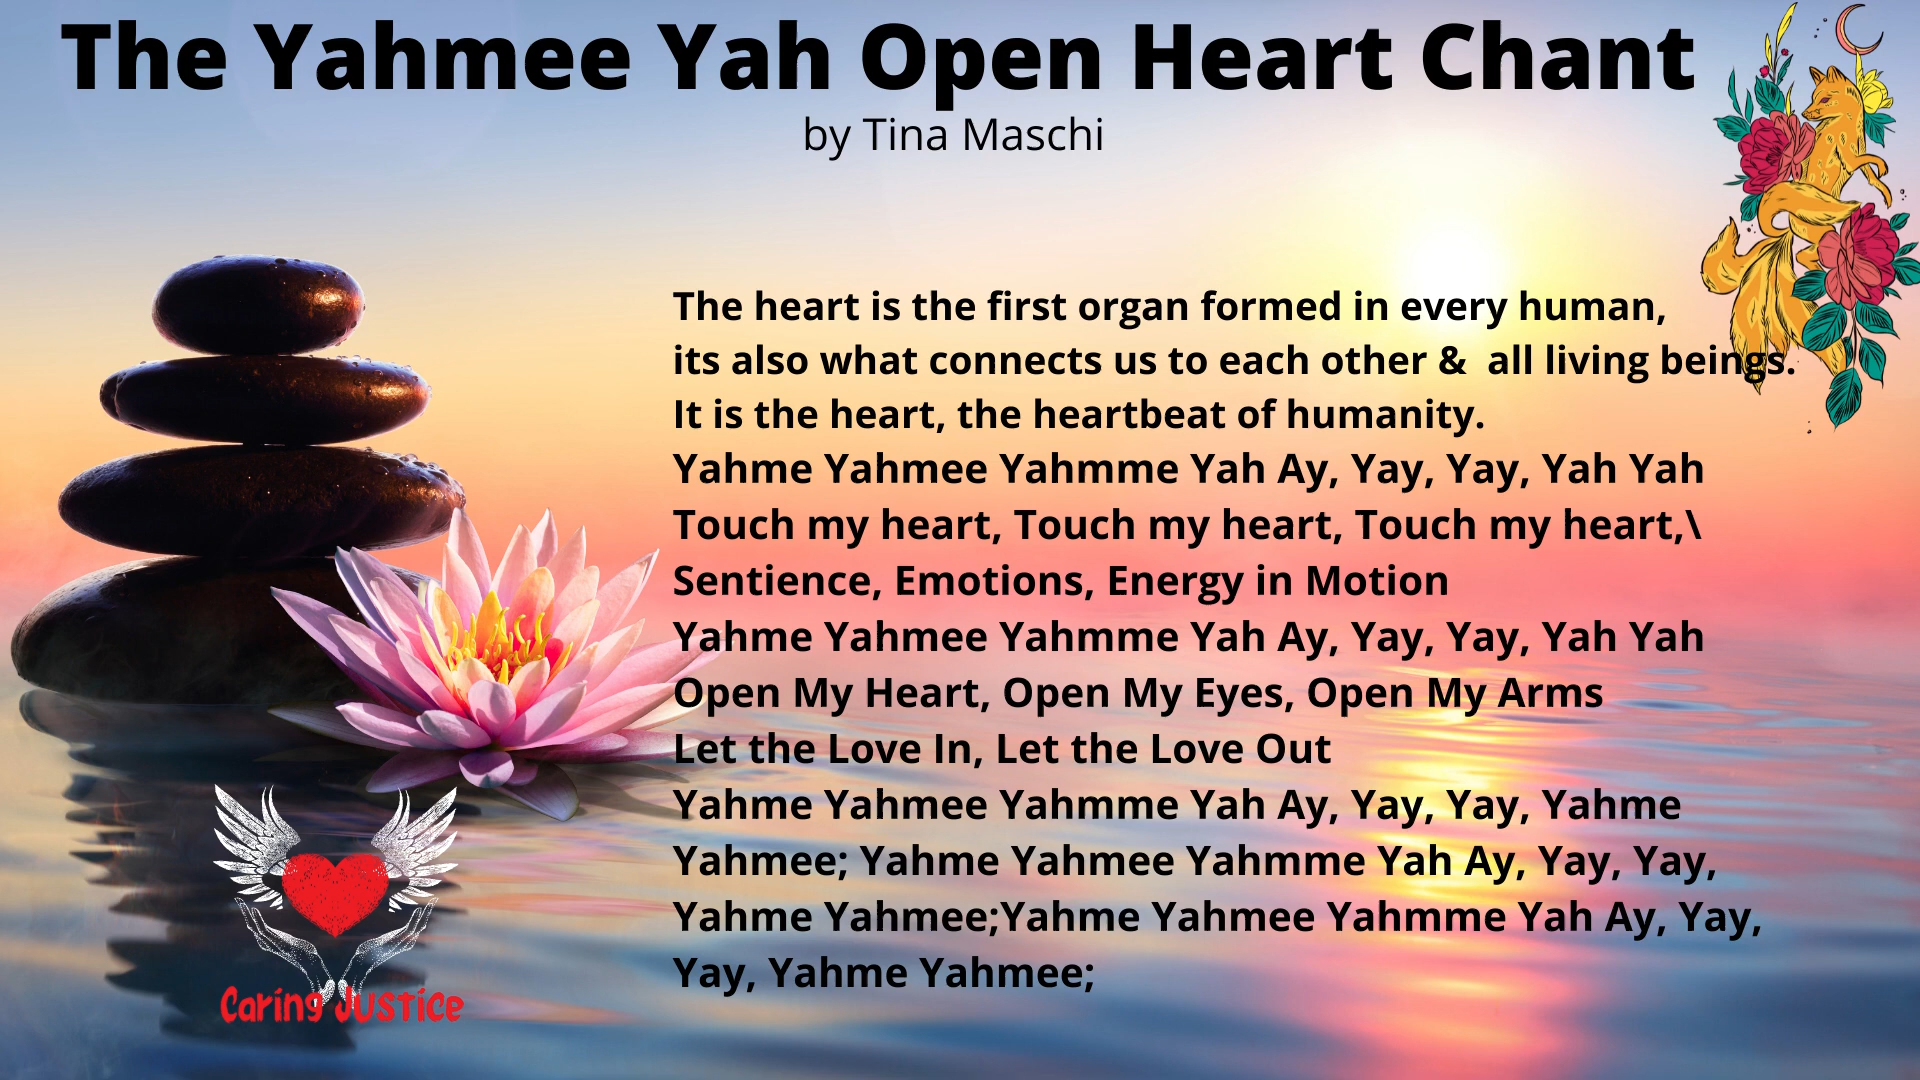 The Yahmee Yah Open Heart Chant
by Tina Maschi
The heart is the first organ formed in every human,
its also what connects us to each other &  all living beings.
It is the heart, the heartbeat of humanity.
Yahme Yahmee Yahmme Yah Ay, Yay, Yay, Yah Yah
Touch my heart, Touch my heart, Touch my heart,\
Sentience, Emotions, Energy in Motion
Yahme Yahmee Yahmme Yah Ay, Yay, Yay, Yah Yah
Open My Heart, Open My Eyes, Open My Arms
Let the Love In, Let the Love Out
Yahme Yahmee Yahmme Yah Ay, Yay, Yay, Yahme
Yahmee; Yahme Yahmee Yahmme Yah Ay, Yay, Yay,
Yahme Yahmee;Yahme Yahmee Yahmme Yah Ay, Yay,
Yay, Yahme Yahmee;
Caring Justice